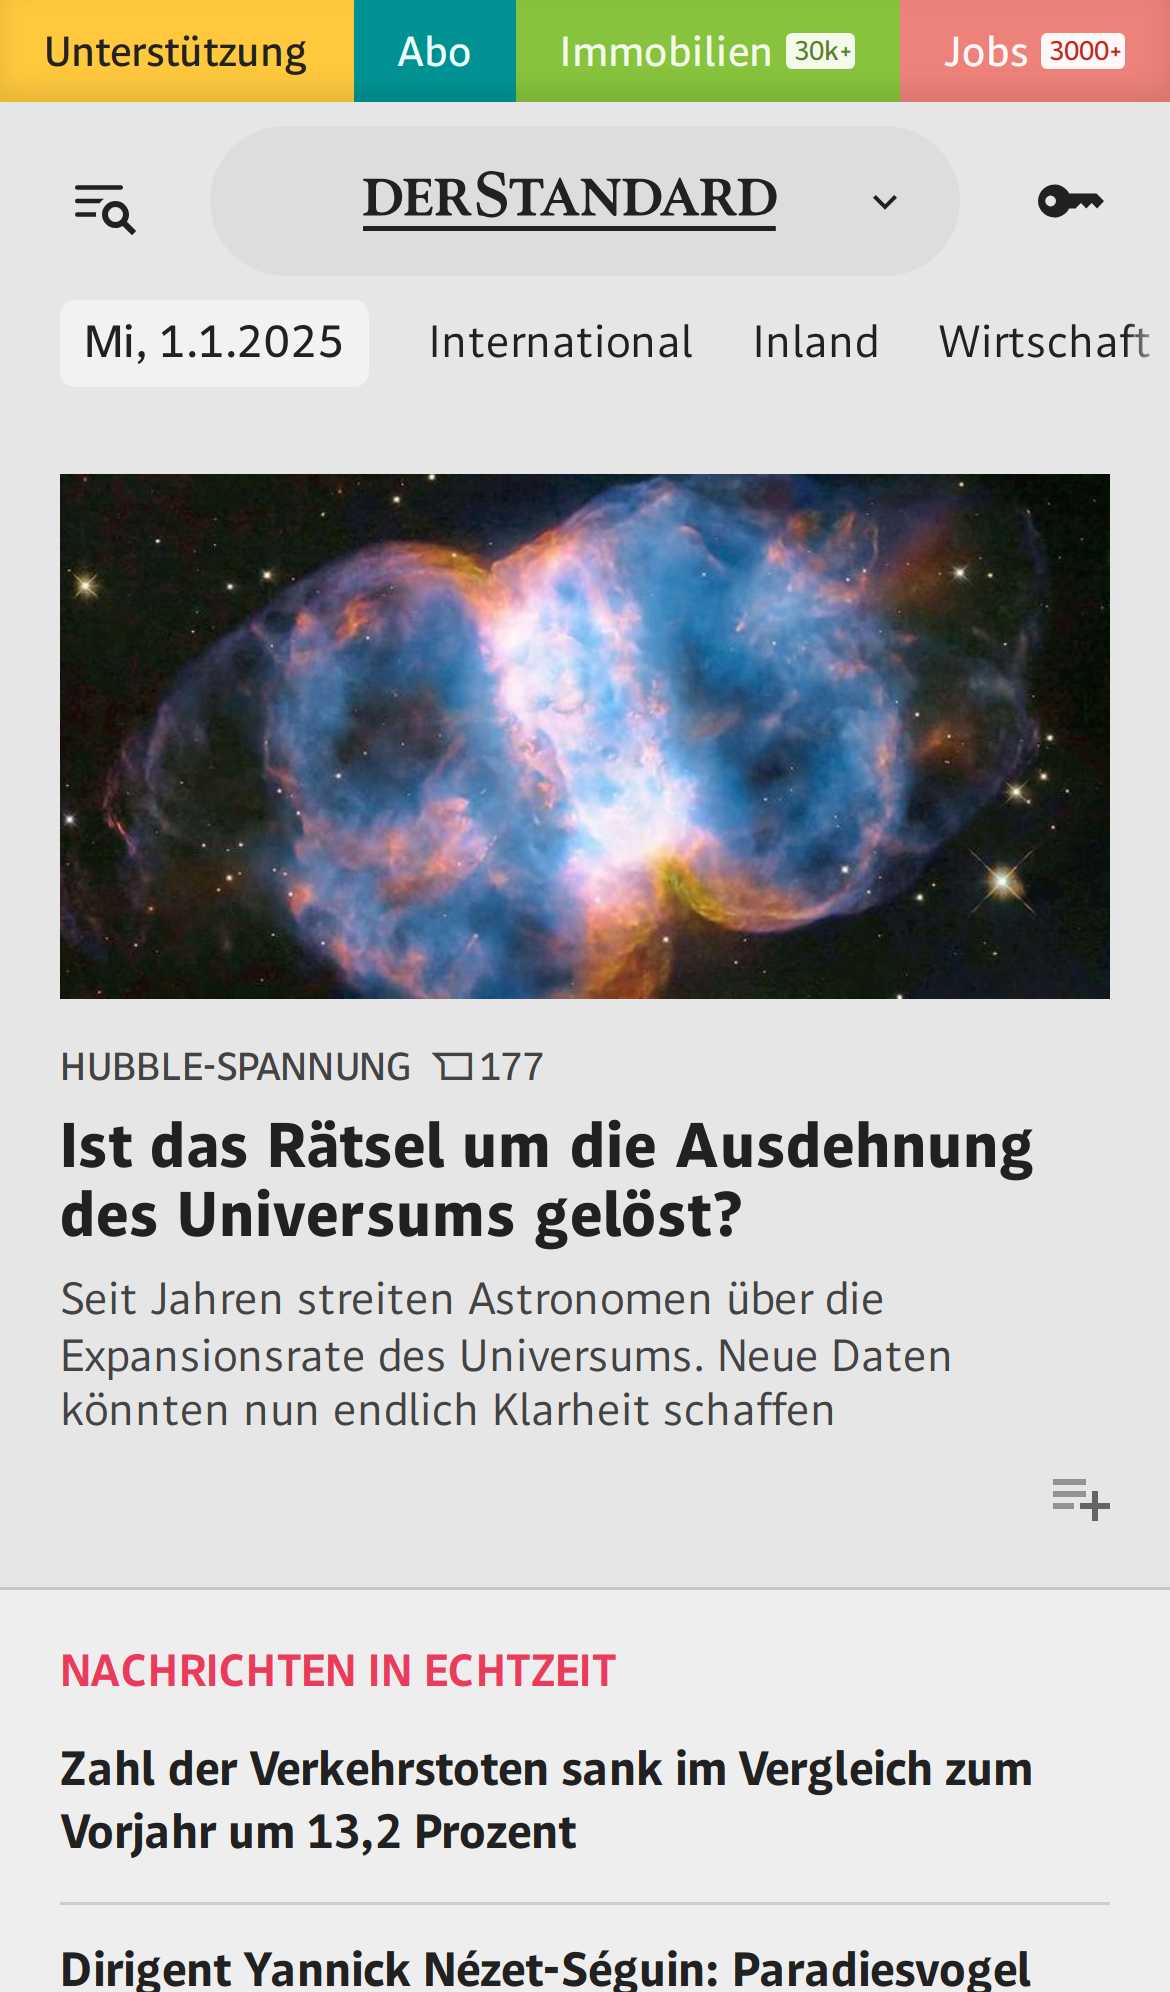 Unterstützung Abo Immobilien 30k+ Jobs 3000+
DERSTANDARD
Mi, 1.1.2025 International Inland Wirtschaft
HUBBLE-SPANNUNG 177
Ist das Rätsel um die Ausdehnung
des Universums gelöst?
Seit Jahren streiten Astronomen über die
Expansionsrate des Universums. Neue Daten
könnten nun endlich Klarheit schaffen
NACHRICHTEN IN ECHTZEIT
Zahl der Verkehrstoten sank im Vergleich zum
Vorjahr um 13,2 Prozent
Dirigent Yannick Nézet-Séguin: Paradiesvogel